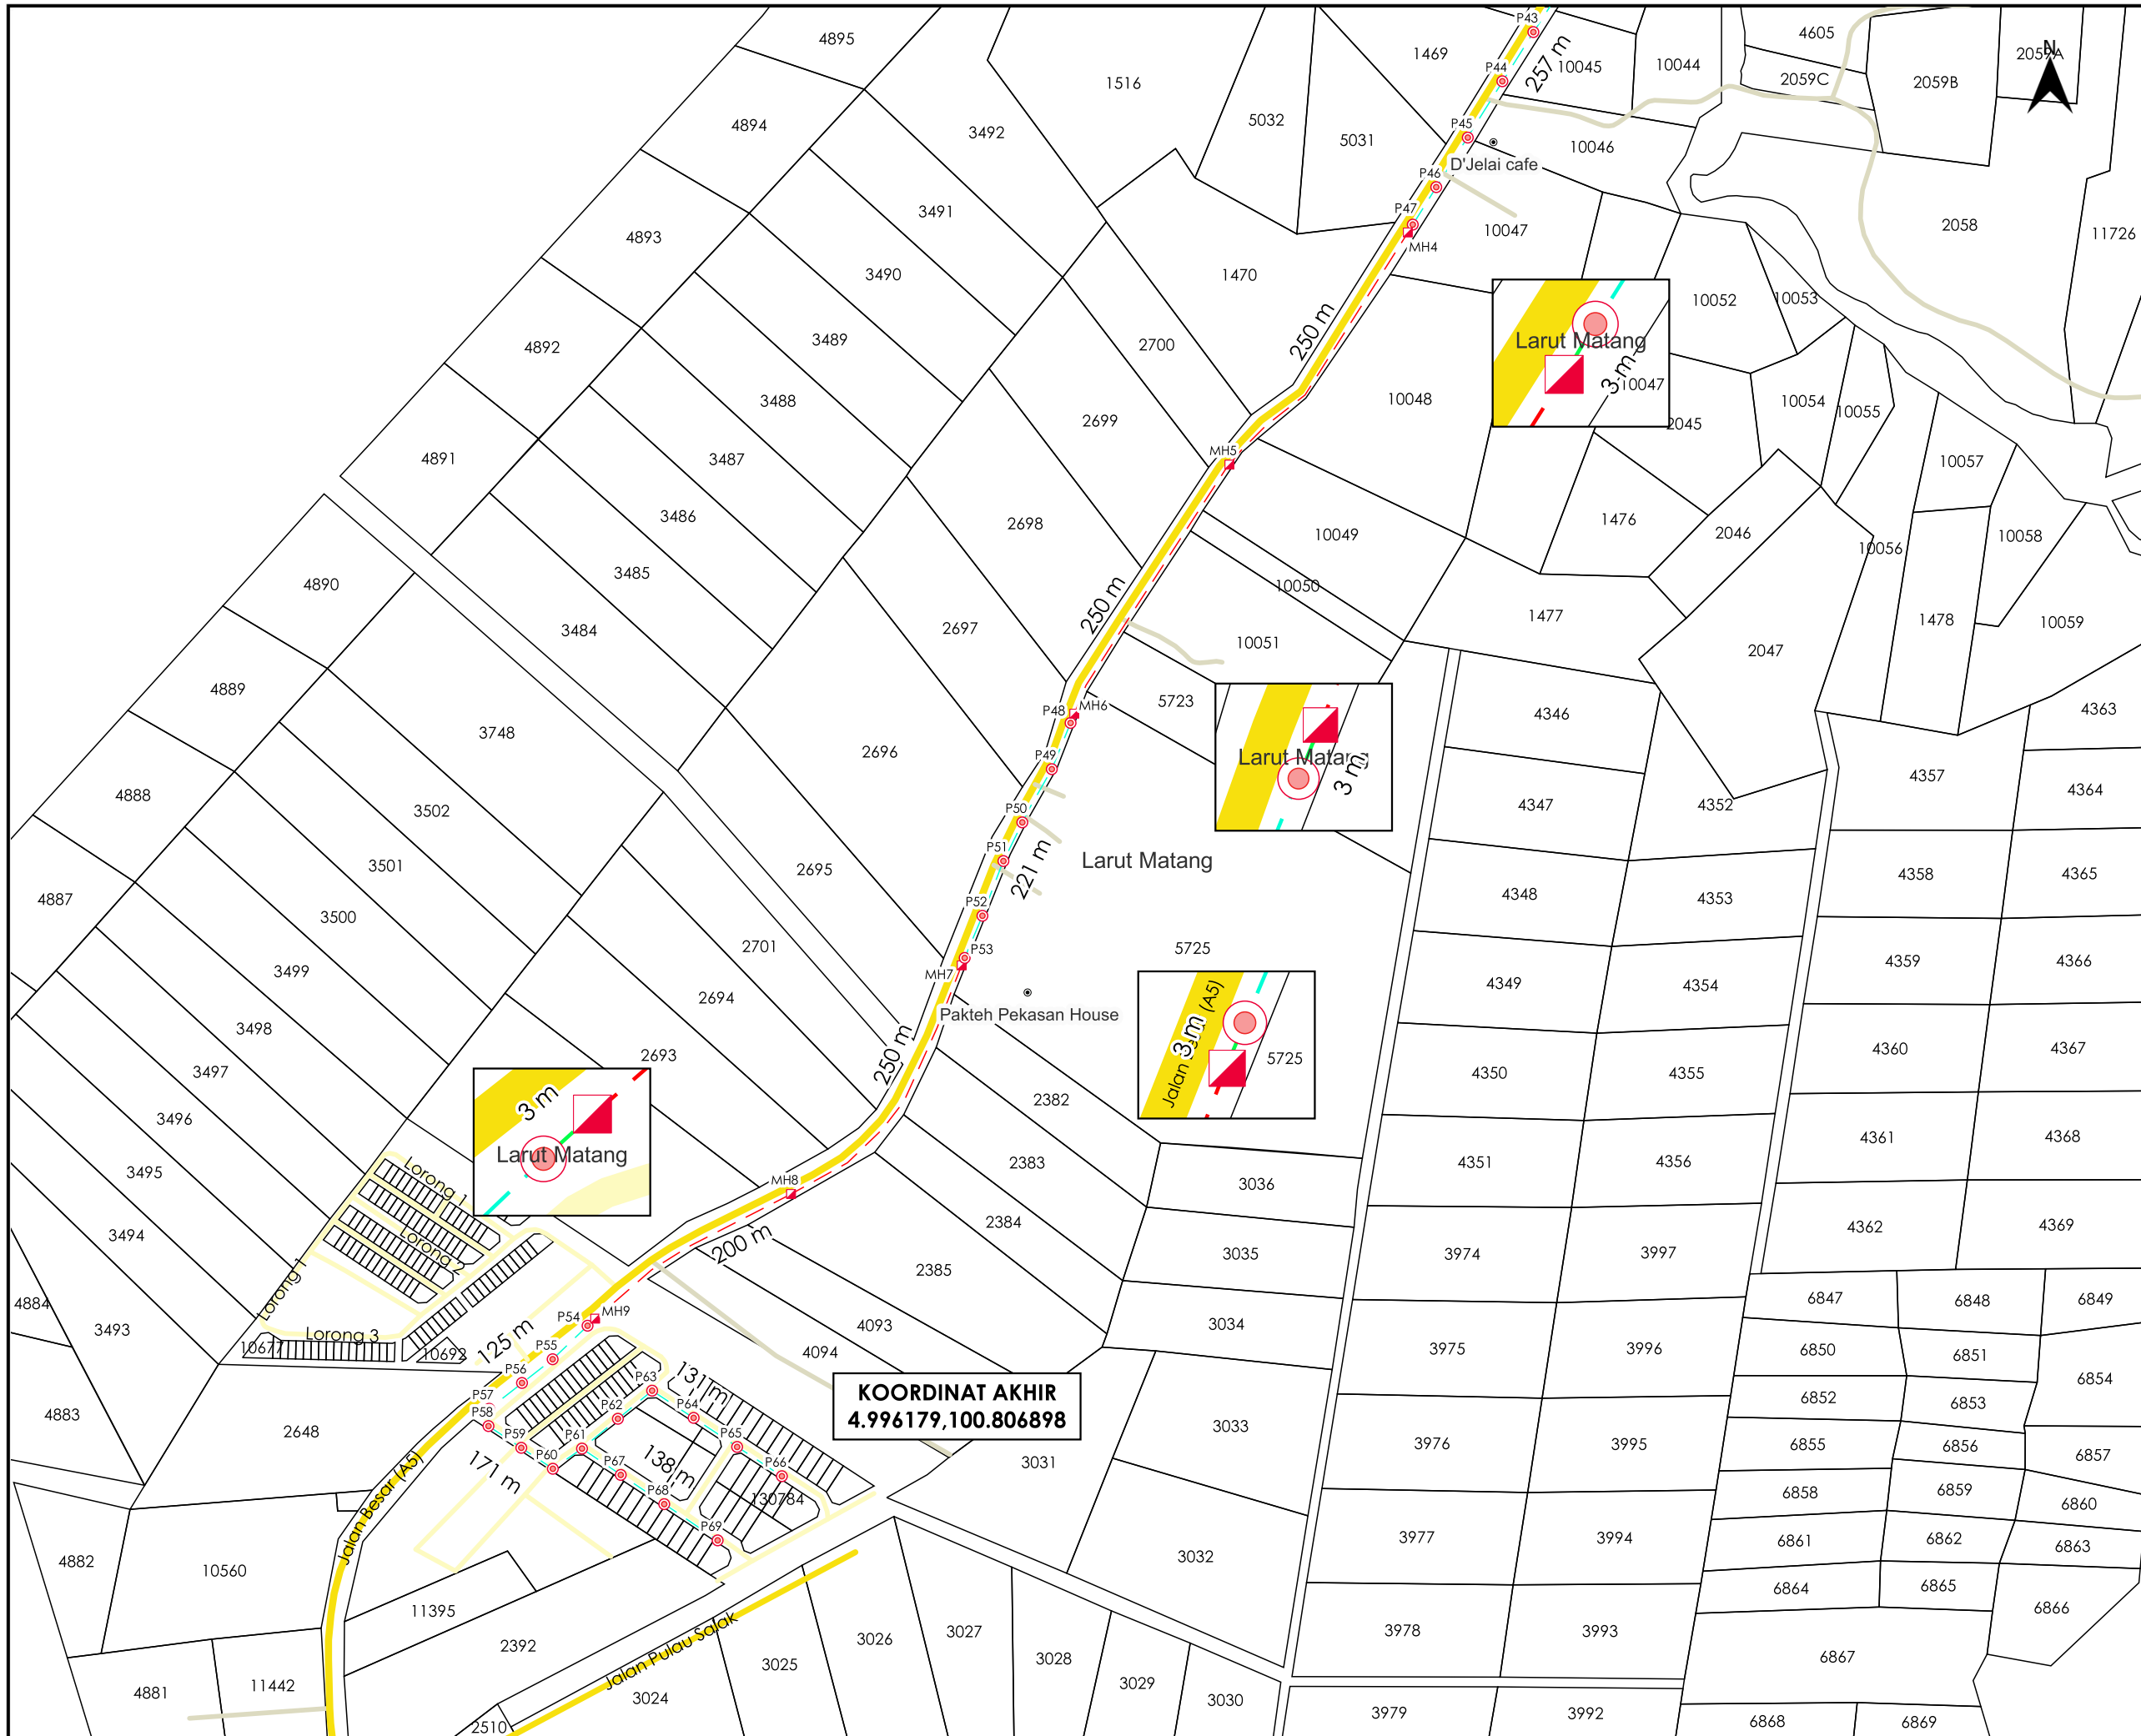 4895
1516
1469
P43
257 m
10045
10044
4605
2059A
N
P44
2059C
2059B
4894
3492
5032
5031
P45
10046
D'Jelai cafe
P46
3491
P47
10047
2058
11726
MH4
4893
3490
1470
10052
10053
250 m
4892
3489
2700
Larut Matang
3 m
10047
3488
2699
10048
10054
10055
2045
4891
3487
MH5
10057
3486
2698
10049
1476
2046
10056
10058
4890
3485
10050
250 m
3484
2697
10051
1477
1478
10059
2047
4889
5723
MH6
P48
4346
4363
3748
2696
P49
Larut Matang
3 m
4357
4364
4888
3502
P50
4347
4352
P51
221 m
Larut Matang
3501
2695
4358
4365
4887
3500
P52
4348
4353
2701
P53
5725
4359
4366
3499
MH7
2694
4349
4354
Pakteh Pekasan House
Jalan
(A5)
3 m
5725
3498
250 m
2693
4360
4367
3497
4350
4355
3 m
2382
3496
Larut Matang
4361
4368
3495
Lorong 1
2383
4351
4356
MH8
3036
3494
Lorong 2
2384
4362
4369
200 m
3035
3974
3997
2385
Lorong 1
4884
MH9
P54
6847
6848
6849
3493
Lorong 3
4093
3034
10677
10692
125 m
P55
4094
3975
3996
6850
6851
P56
131 m
P63
KOORDINAT AKHIR
4.996179,100.806898
6854
P57
6852
6853
4883
P58
P62
P64
2648
3033
P59
P61
P65
3976
3995
6855
6856
6857
P60
171 m
138 m
P67
P66
3031
130784
6858
6859
6860
P68
Jalan Besar (A5)
P69
3977
3994
6861
6862
6863
4882
10560
3032
6864
6865
11395
6866
2392
Jalan Pulau Salak
3026
3027
3978
3993
3025
3028
6867
4881
11442
3024
3029
3030
2510
3979
3992
6868
6869